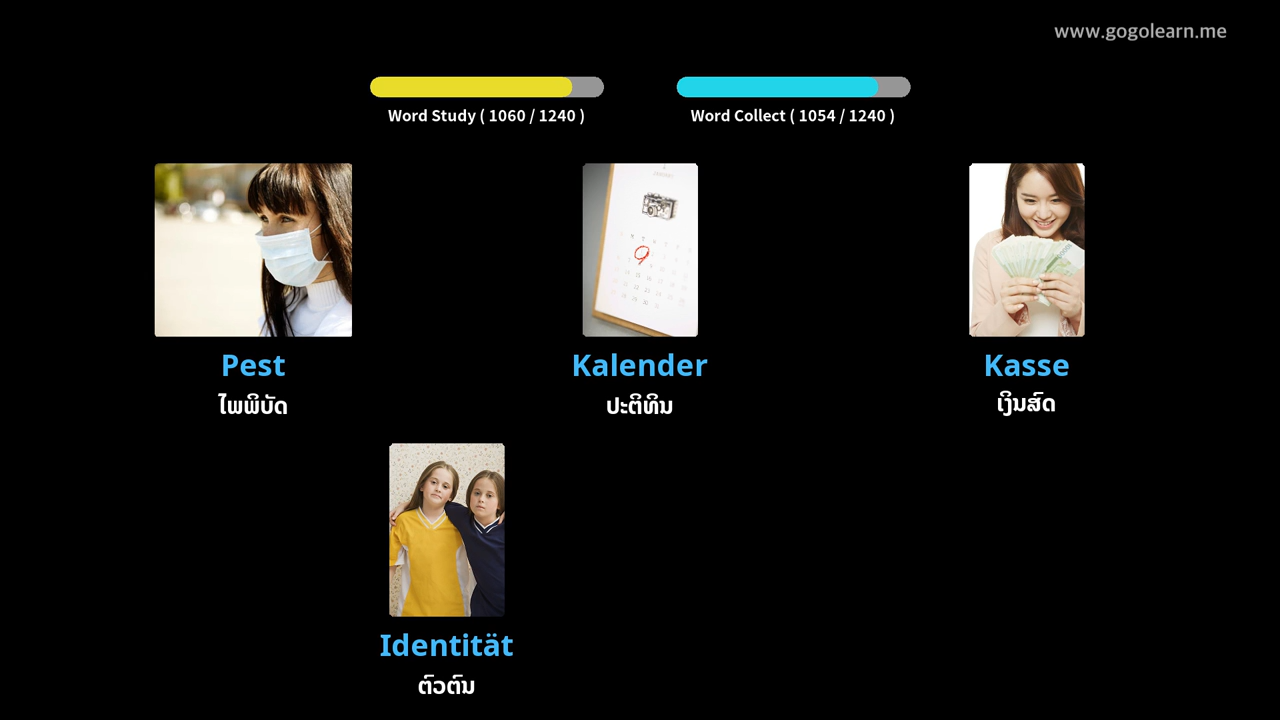 www.gogolearn.me
Word Study ( 1060 / 1240 )
Word Collect ( 1054 / 1240 )
Pest
ໄພພິບັດ
Kalender
ປະຕິທິນ
Kasse
ເງິນສົດ
Identität
ຕົວຕົນ